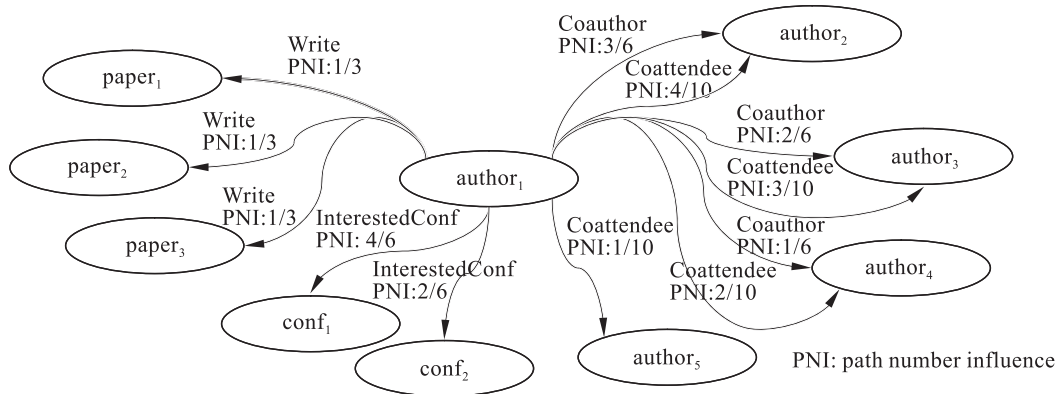 Write
PNI:1/3
paper₁
Write
PNI:1/3
paper₂
Write
PNI:1/3
paper₃
InterestedConf
PNI: 4/6
conf₁
InterestedConf
PNI:2/6
conf₂
author₁
Coauthor
PNI:3/6
author₂
Coattendee
PNI:4/10
Coauthor
PNI:2/6
author₃
Coattendee
PNI:3/10
Coauthor
PNI:1/6
author₄
Coattendee
PNI:2/10
Coattendee
PNI:1/10
author₅
PNI: path number influence